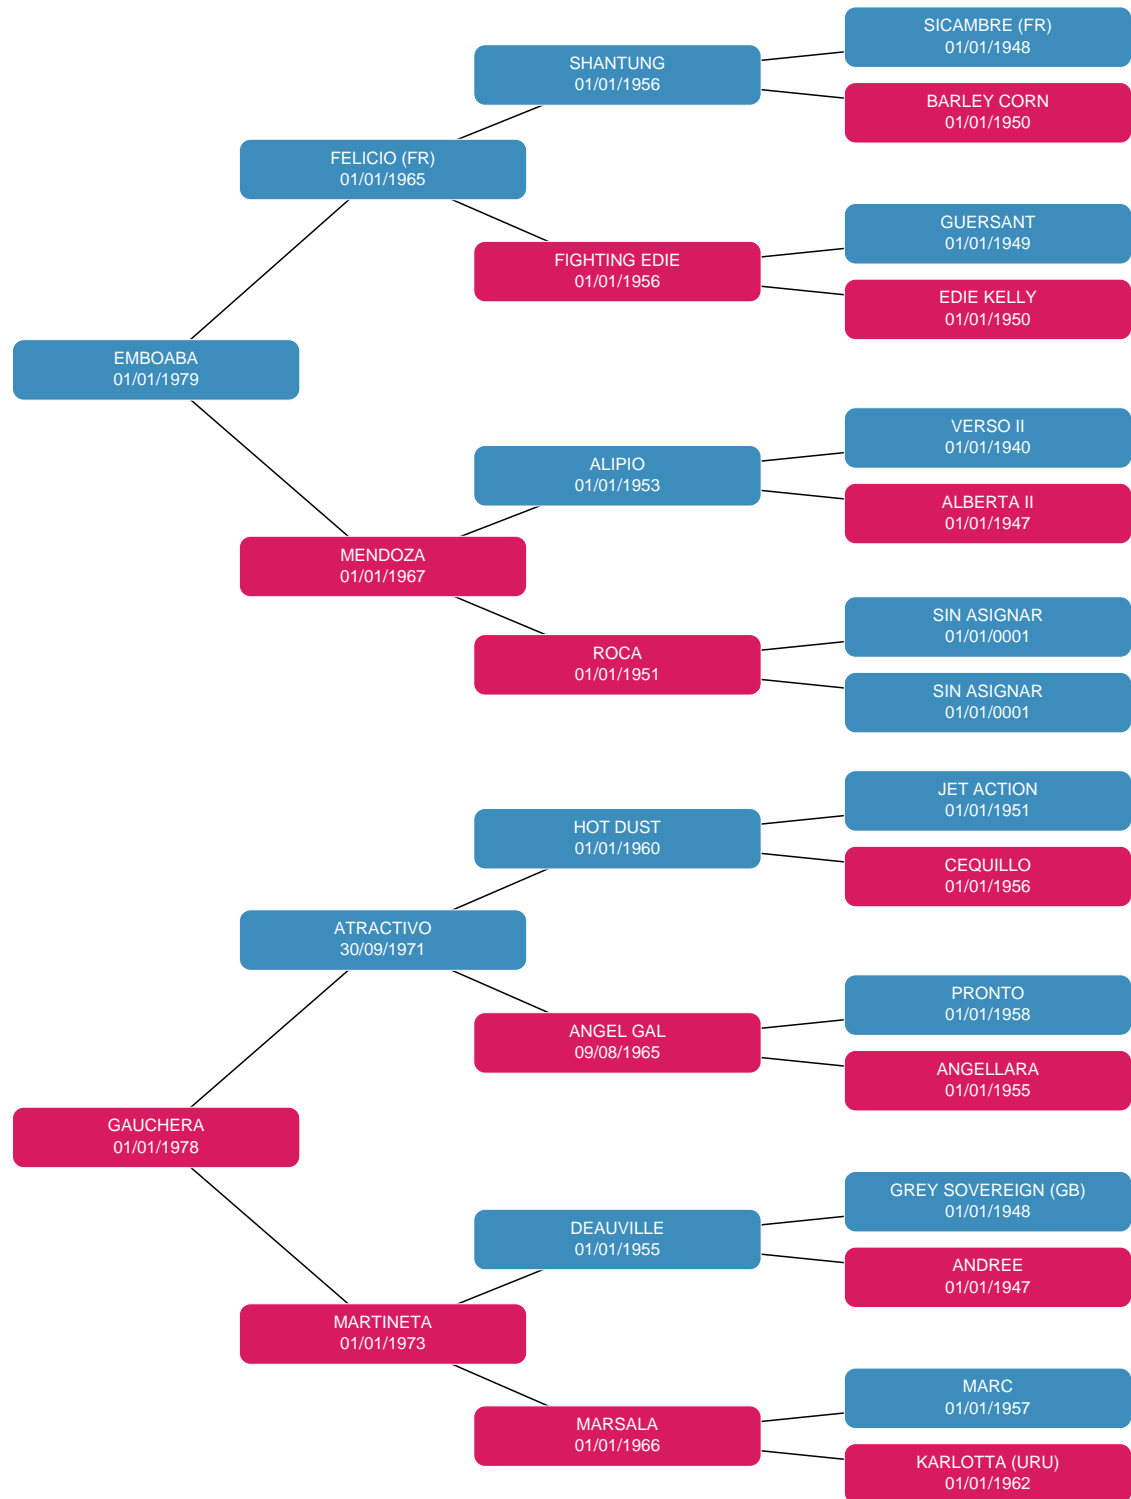 SICAMBRE (FR)
01/01/1948
SHANTUNG
01/01/1956
BARLEY CORN
01/01/1950
FELICIO (FR)
01/01/1965
GUERSANT
01/01/1949
FIGHTING EDIE
01/01/1956
EDIE KELLY
01/01/1950
EMBOABA
01/01/1979
VERSO II
01/01/1940
ALIPIO
01/01/1953
ALBERTA II
01/01/1947
MENDOZA
01/01/1967
SIN ASIGNAR
01/01/0001
ROCA
01/01/1951
SIN ASIGNAR
01/01/0001
JET ACTION
01/01/1951
HOT DUST
01/01/1960
CEQUILLO
01/01/1956
ATRACTIVO
30/09/1971
PRONTO
01/01/1958
ANGEL GAL
09/08/1965
ANGELLARA
01/01/1955
GAUCHERA
01/01/1978
GREY SOVEREIGN (GB)
01/01/1948
DEAUVILLE
01/01/1955
ANDREE
01/01/1947
MARTINETA
01/01/1973
MARC
01/01/1957
MARSALA
01/01/1966
KARLOTTA (URU)
01/01/1962